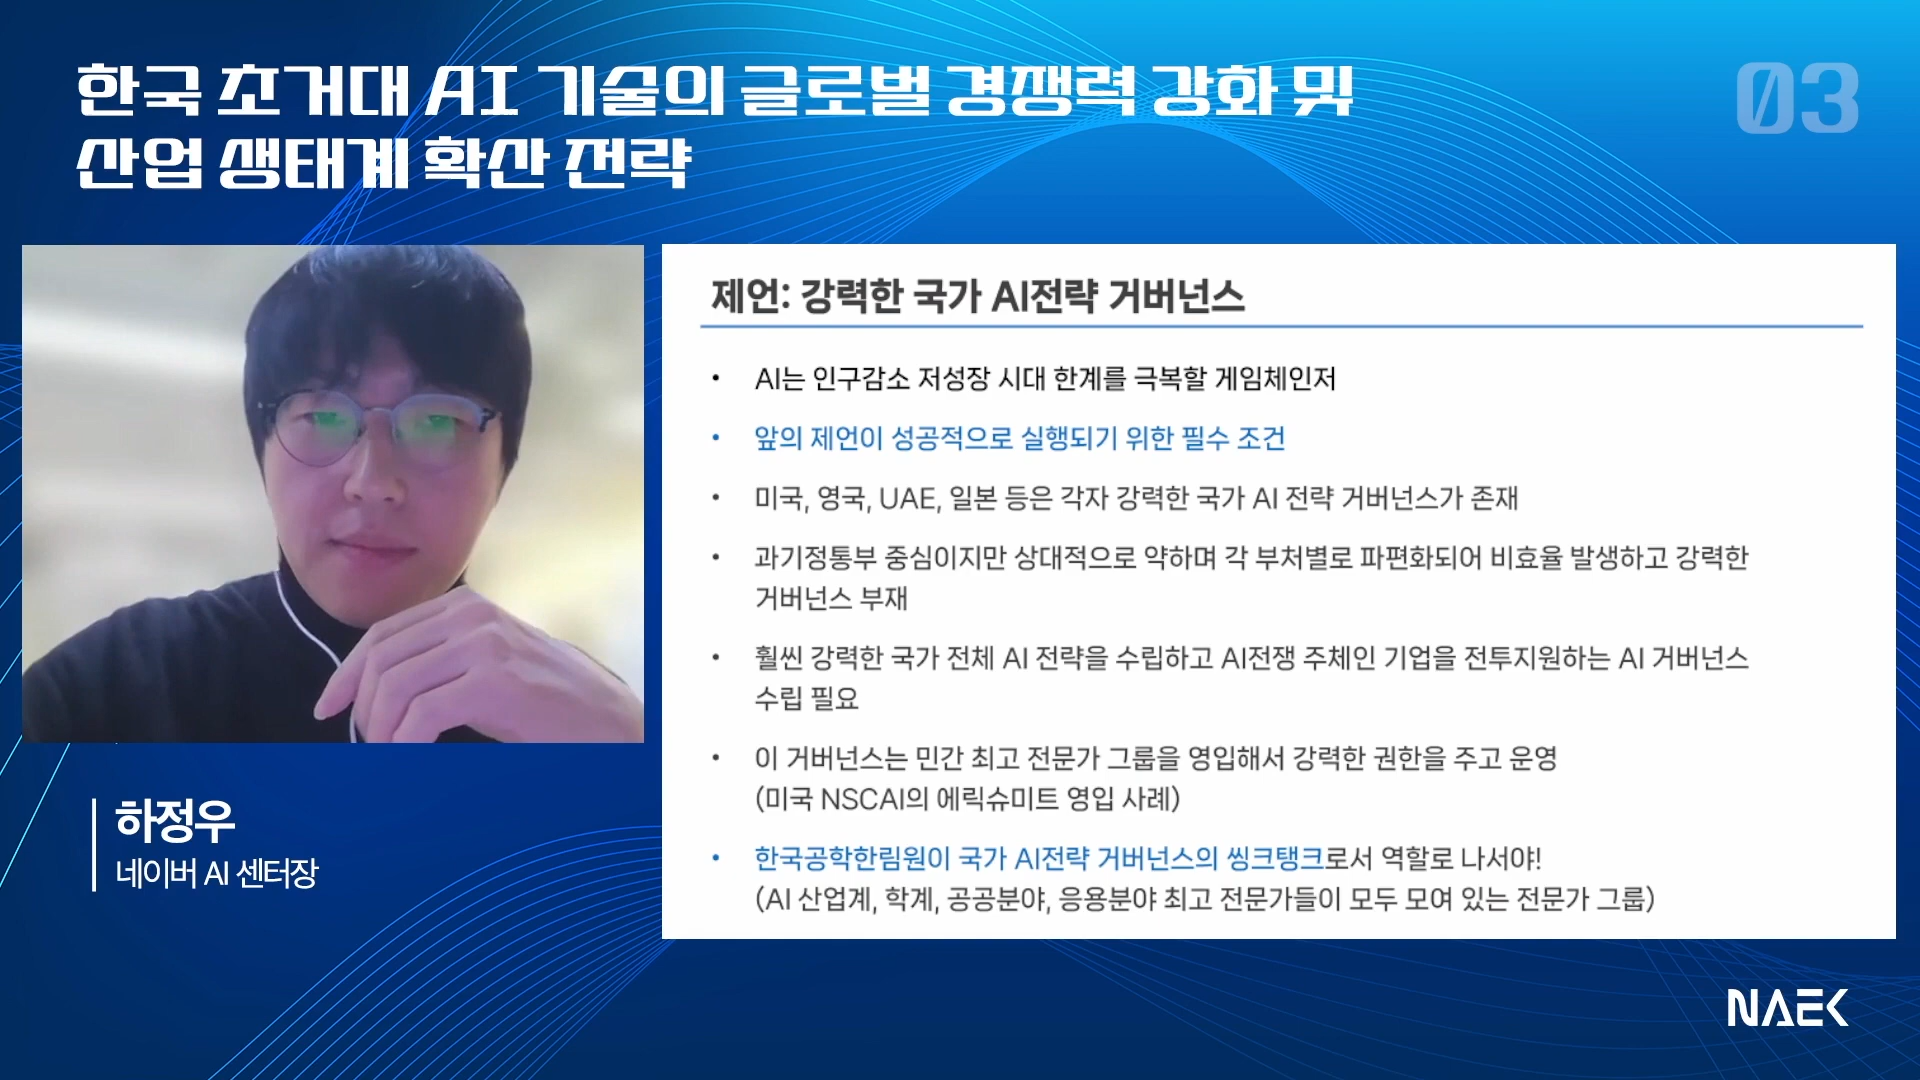 한국 초거대 AI 기술의 글로벌 경쟁력 강화 및
산업 생태계 확산 전략
03
제언: 강력한 국가 AI전략 거버넌스
• AI는 인구감소 저성장 시대 한계를 극복할 게임체인저
• 앞의 제언이 성공적으로 실행되기 위한 필수 조건
• 미국, 영국, UAE, 일본 등은 각자 강력한 국가 AI 전략 거버넌스가 존재
• 과기정통부 중심이지만 상대적으로 약하며 각 부처별로 파편화되어 비효율 발생하고 강력한
거버넌스 부재
• 훨씬 강력한 국가 전체 AI 전략을 수립하고 AI전쟁 주체인 기업을 전투지원하는 AI 거버넌스
수립 필요
• 이 거버넌스는 민간 최고 전문가 그룹을 영입해서 강력한 권한을 주고 운영
(미국 NSCAI의 에릭슈미트 영입 사례)
• 한국공학한림원이 국가 AI전략 거버넌스의 씽크탱크로서 역할로 나서야!
(AI 산업계, 학계, 공공분야, 응용분야 최고 전문가들이 모두 모여 있는 전문가 그룹)
하정우
네이버 AI 센터장
NAEK